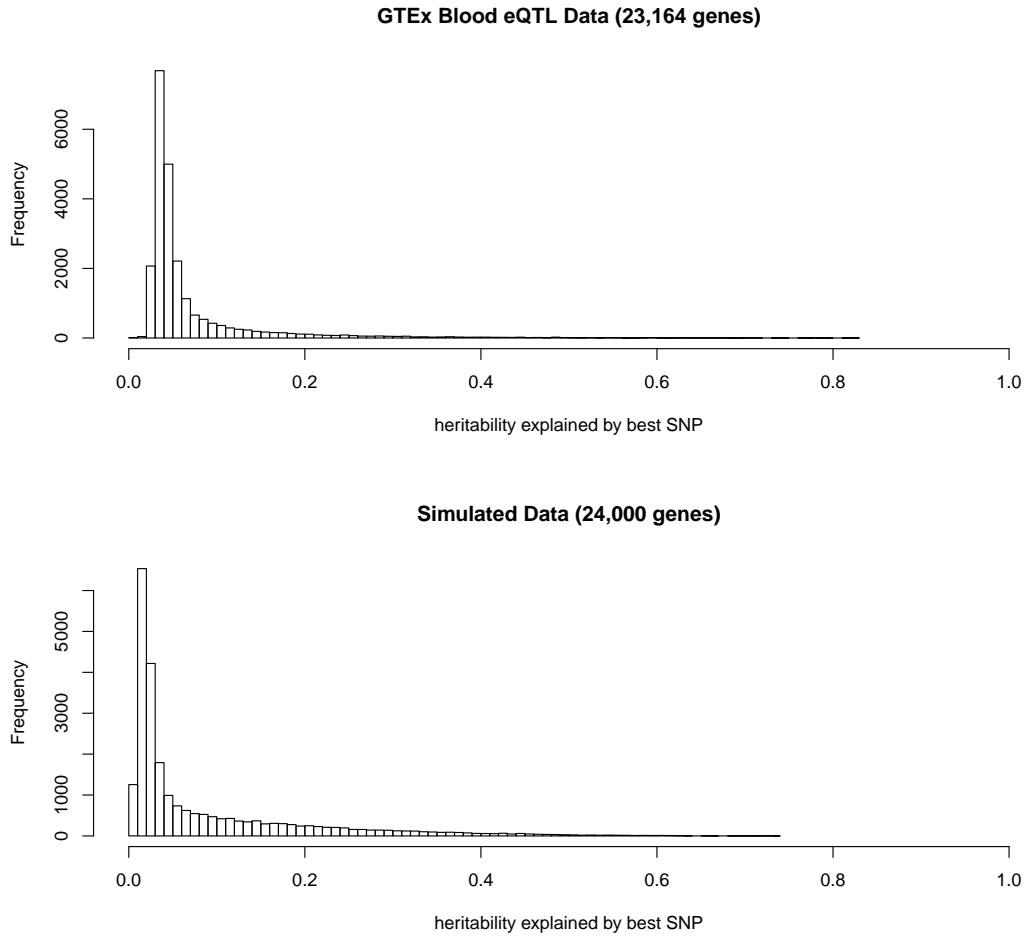 GTEx Blood eQTL Data (23,164 genes)
Frequency
6000
4000
2000
0
0.0 0.2 0.4 0.6 0.8 1.0
heritability explained by best SNP
Simulated Data (24,000 genes)
Frequency
5000
3000
1000
0
0.0 0.2 0.4 0.6 0.8 1.0
heritability explained by best SNP